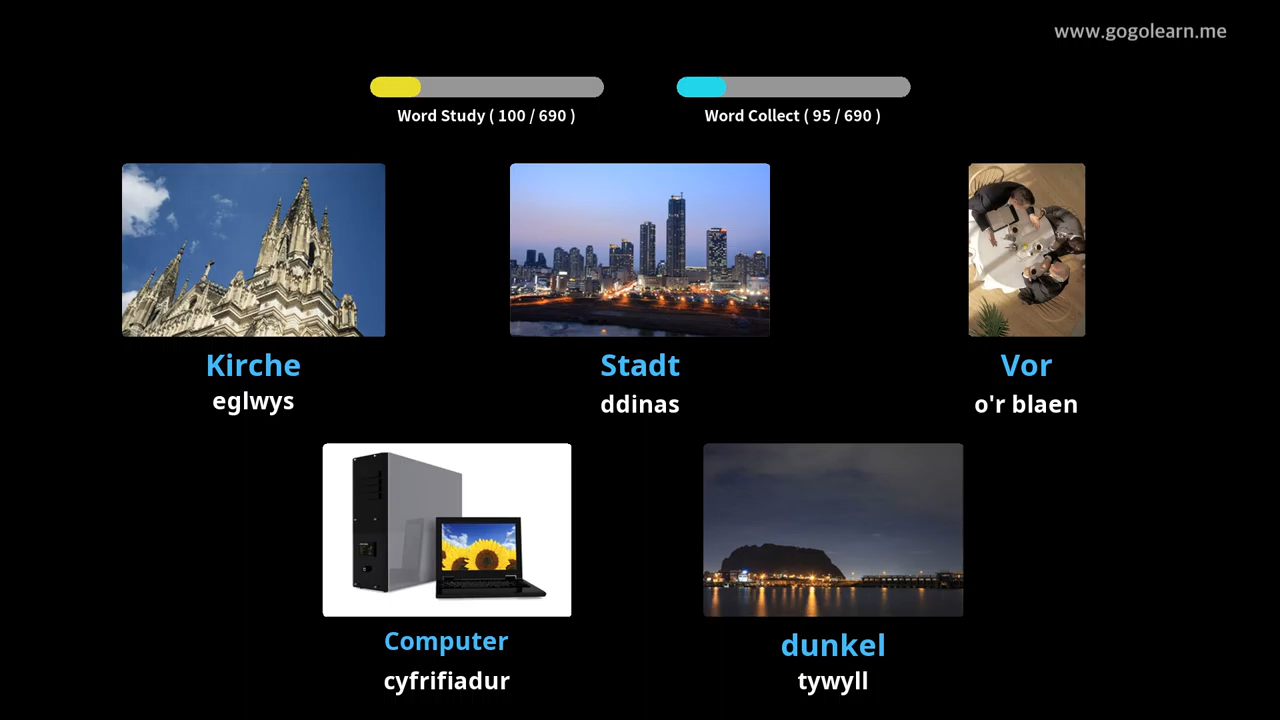 www.gogolearn.me
Word Study ( 100 / 690 )
Word Collect ( 95 / 690 )
Kirche
eglwys
Stadt
ddinas
Vor
o'r blaen
Computer
cyfrifiadur
dunkel
tywyll